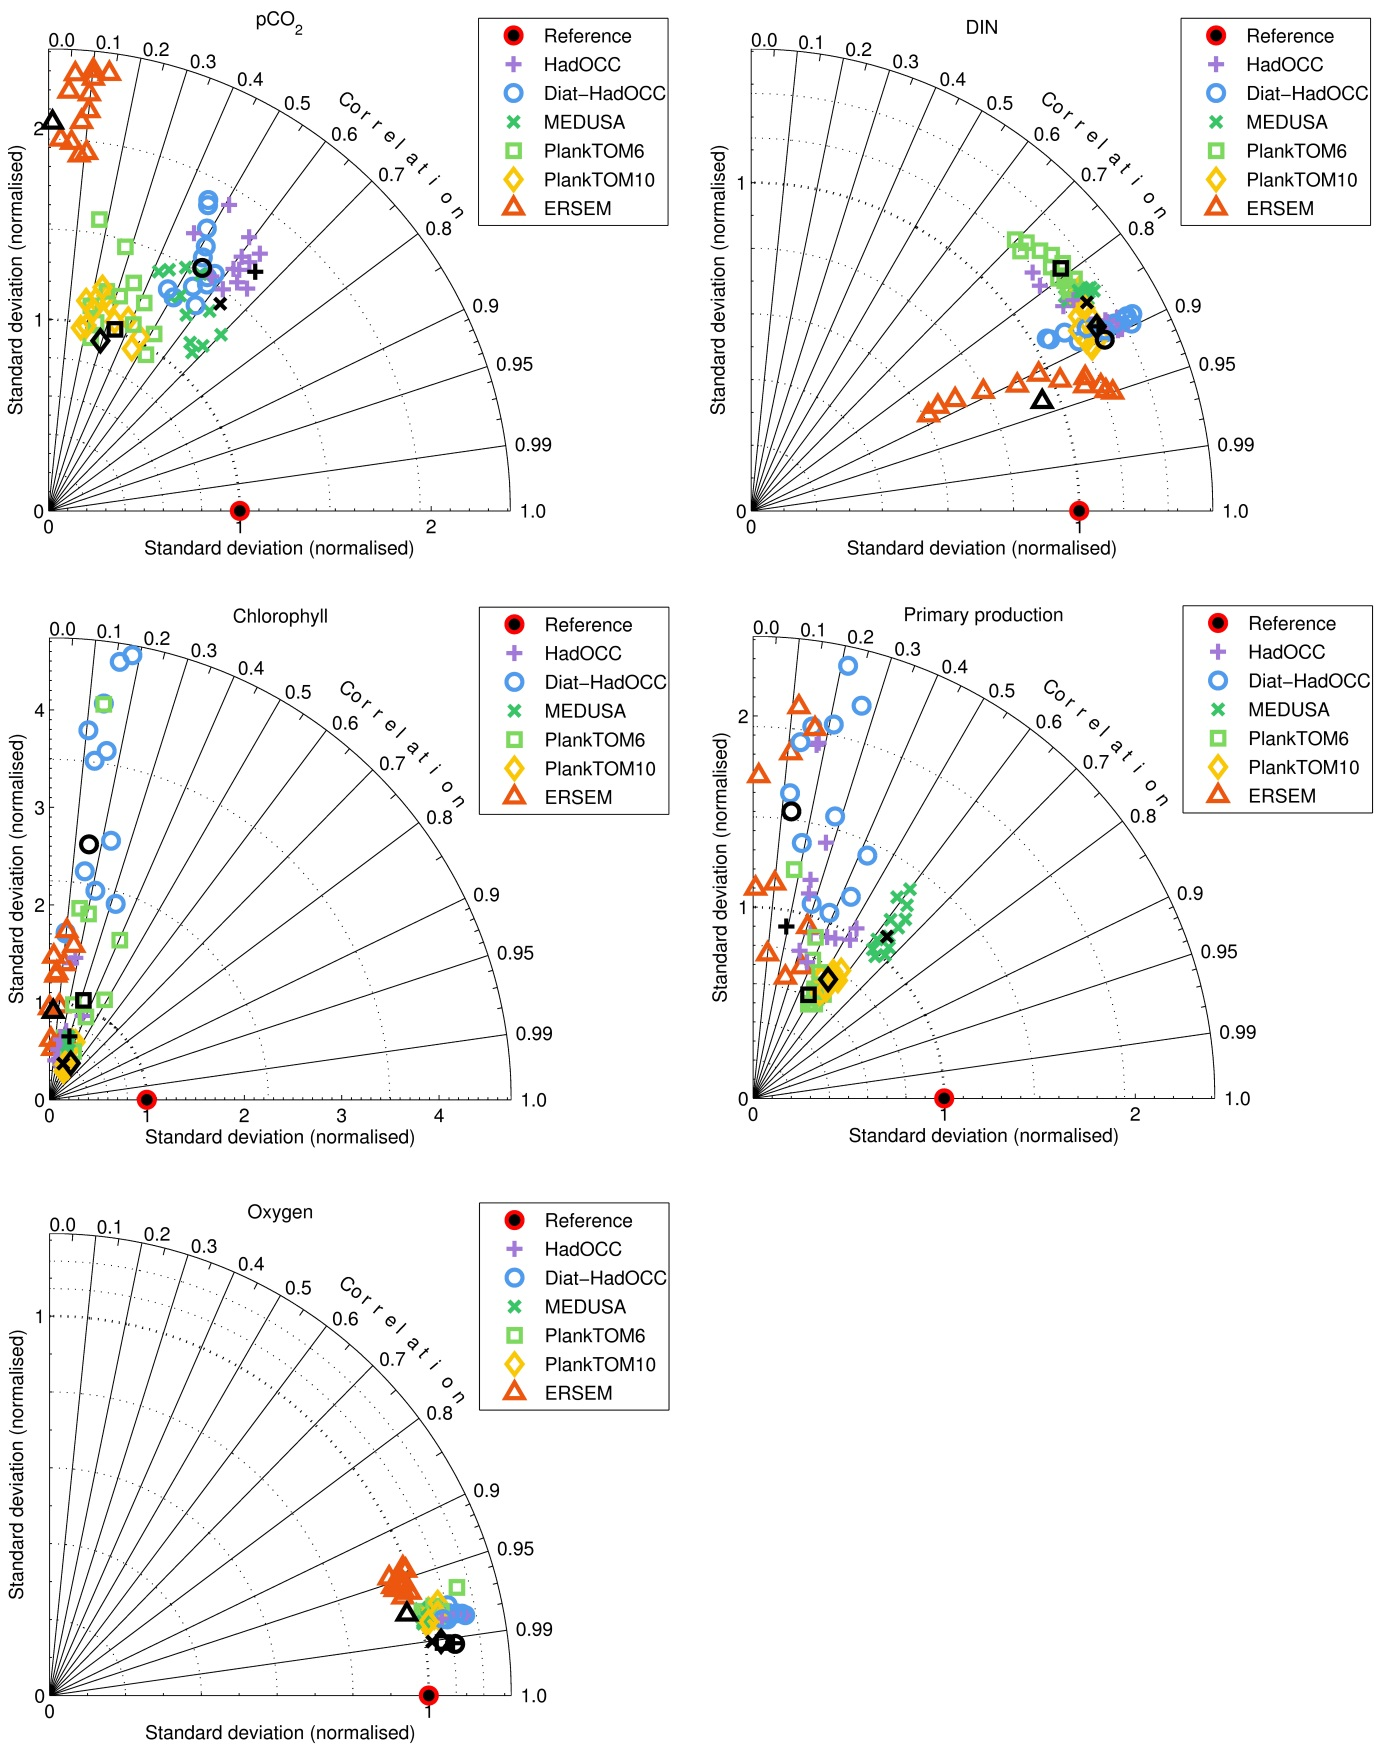 pCO2
0.0 0.1 0.2 0.3 0.4 0.5 0.6 0.7 0.8 0.9 0.95 0.99 1.0
Correlation
Standard deviation (normalised)
2
1
0
0 1 2
Standard deviation (normalised)
Reference
HadOCC
Diat-HadOCC
MEDUSA
PlankTOM6
PlankTOM10
ERSEM
DIN
0.0 0.1 0.2 0.3 0.4 0.5 0.6 0.7 0.8 0.9 0.95 0.99 1.0
Correlation
Standard deviation (normalised)
1
0
0 1
Standard deviation (normalised)
Reference
HadOCC
Diat-HadOCC
MEDUSA
PlankTOM6
PlankTOM10
ERSEM
Chlorophyll
0.0 0.1 0.2 0.3 0.4 0.5 0.6 0.7 0.8 0.9 0.95 0.99 1.0
Correlation
Standard deviation (normalised)
4
3
2
1
0
0 1 2 3 4
Standard deviation (normalised)
Reference
HadOCC
Diat-HadOCC
MEDUSA
PlankTOM6
PlankTOM10
ERSEM
Primary production
0.0 0.1 0.2 0.3 0.4 0.5 0.6 0.7 0.8 0.9 0.95 0.99 1.0
Correlation
Standard deviation (normalised)
2
1
0
0 1 2
Standard deviation (normalised)
Reference
HadOCC
Diat-HadOCC
MEDUSA
PlankTOM6
PlankTOM10
ERSEM
Oxygen
0.0 0.1 0.2 0.3 0.4 0.5 0.6 0.7 0.8 0.9 0.95 0.99 1.0
Correlation
Standard deviation (normalised)
1
0
0 1
Standard deviation (normalised)
Reference
HadOCC
Diat-HadOCC
MEDUSA
PlankTOM6
PlankTOM10
ERSEM